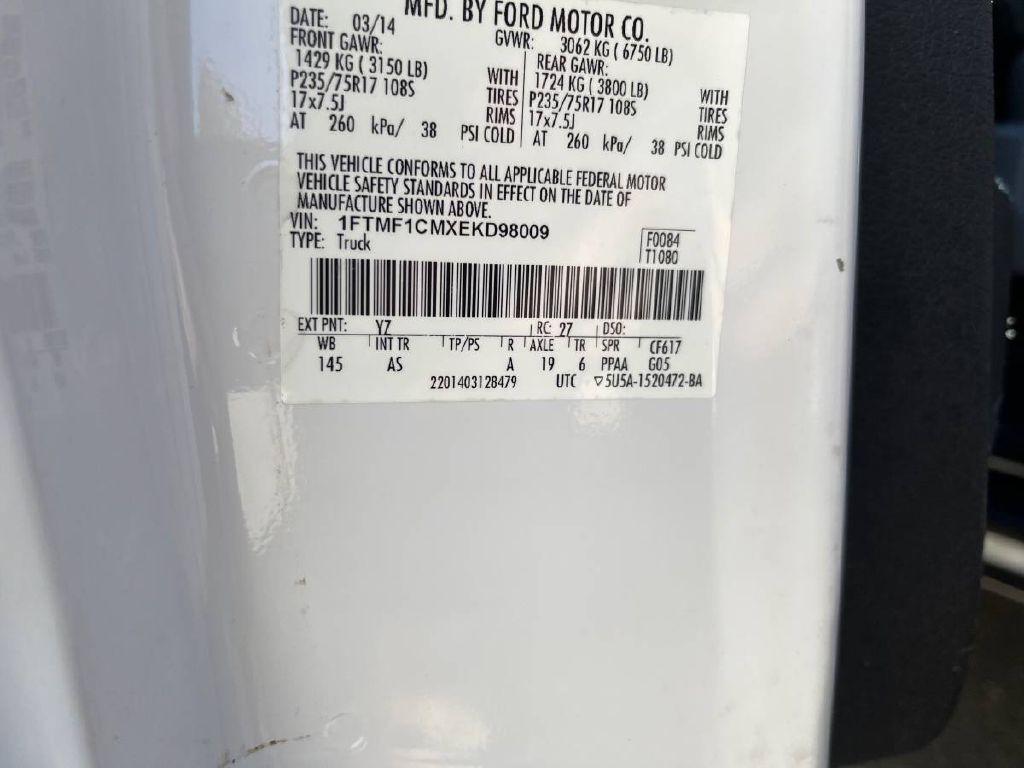 MFD. BY FORD MOTOR CO.
DATE: 03/14 GVWR: 3062 KG ( 6750 LB)
FRONT GAWR: REAR GAWR:
1429 KG ( 3150 LB) WITH 1724 KG ( 3800 LB) WITH
P235/75R17 108S TIRES P235/75R17 108S TIRES
17x7.5J RIMS 17x7.5J RIMS
AT 260 kPa/ 38 PSI COLD AT 260 kPa/ 38 PSI COLD
THIS VEHICLE CONFORMS TO ALL APPLICABLE FEDERAL MOTOR
VEHICLE SAFETY STANDARDS IN EFFECT ON THE DATE OF
MANUFACTURE SHOWN ABOVE.
VIN: 1FTMF1CMXEKD98009
TYPE: Truck
F0084
T1080
EXT PNT: YZ RC: 27 DSO:
WB INT TR TP/PS R AXLE TR SPR CF617
145 AS A 19 6 PPAA G05
2201403128479 UTC ▽5U5A-1520472-BA